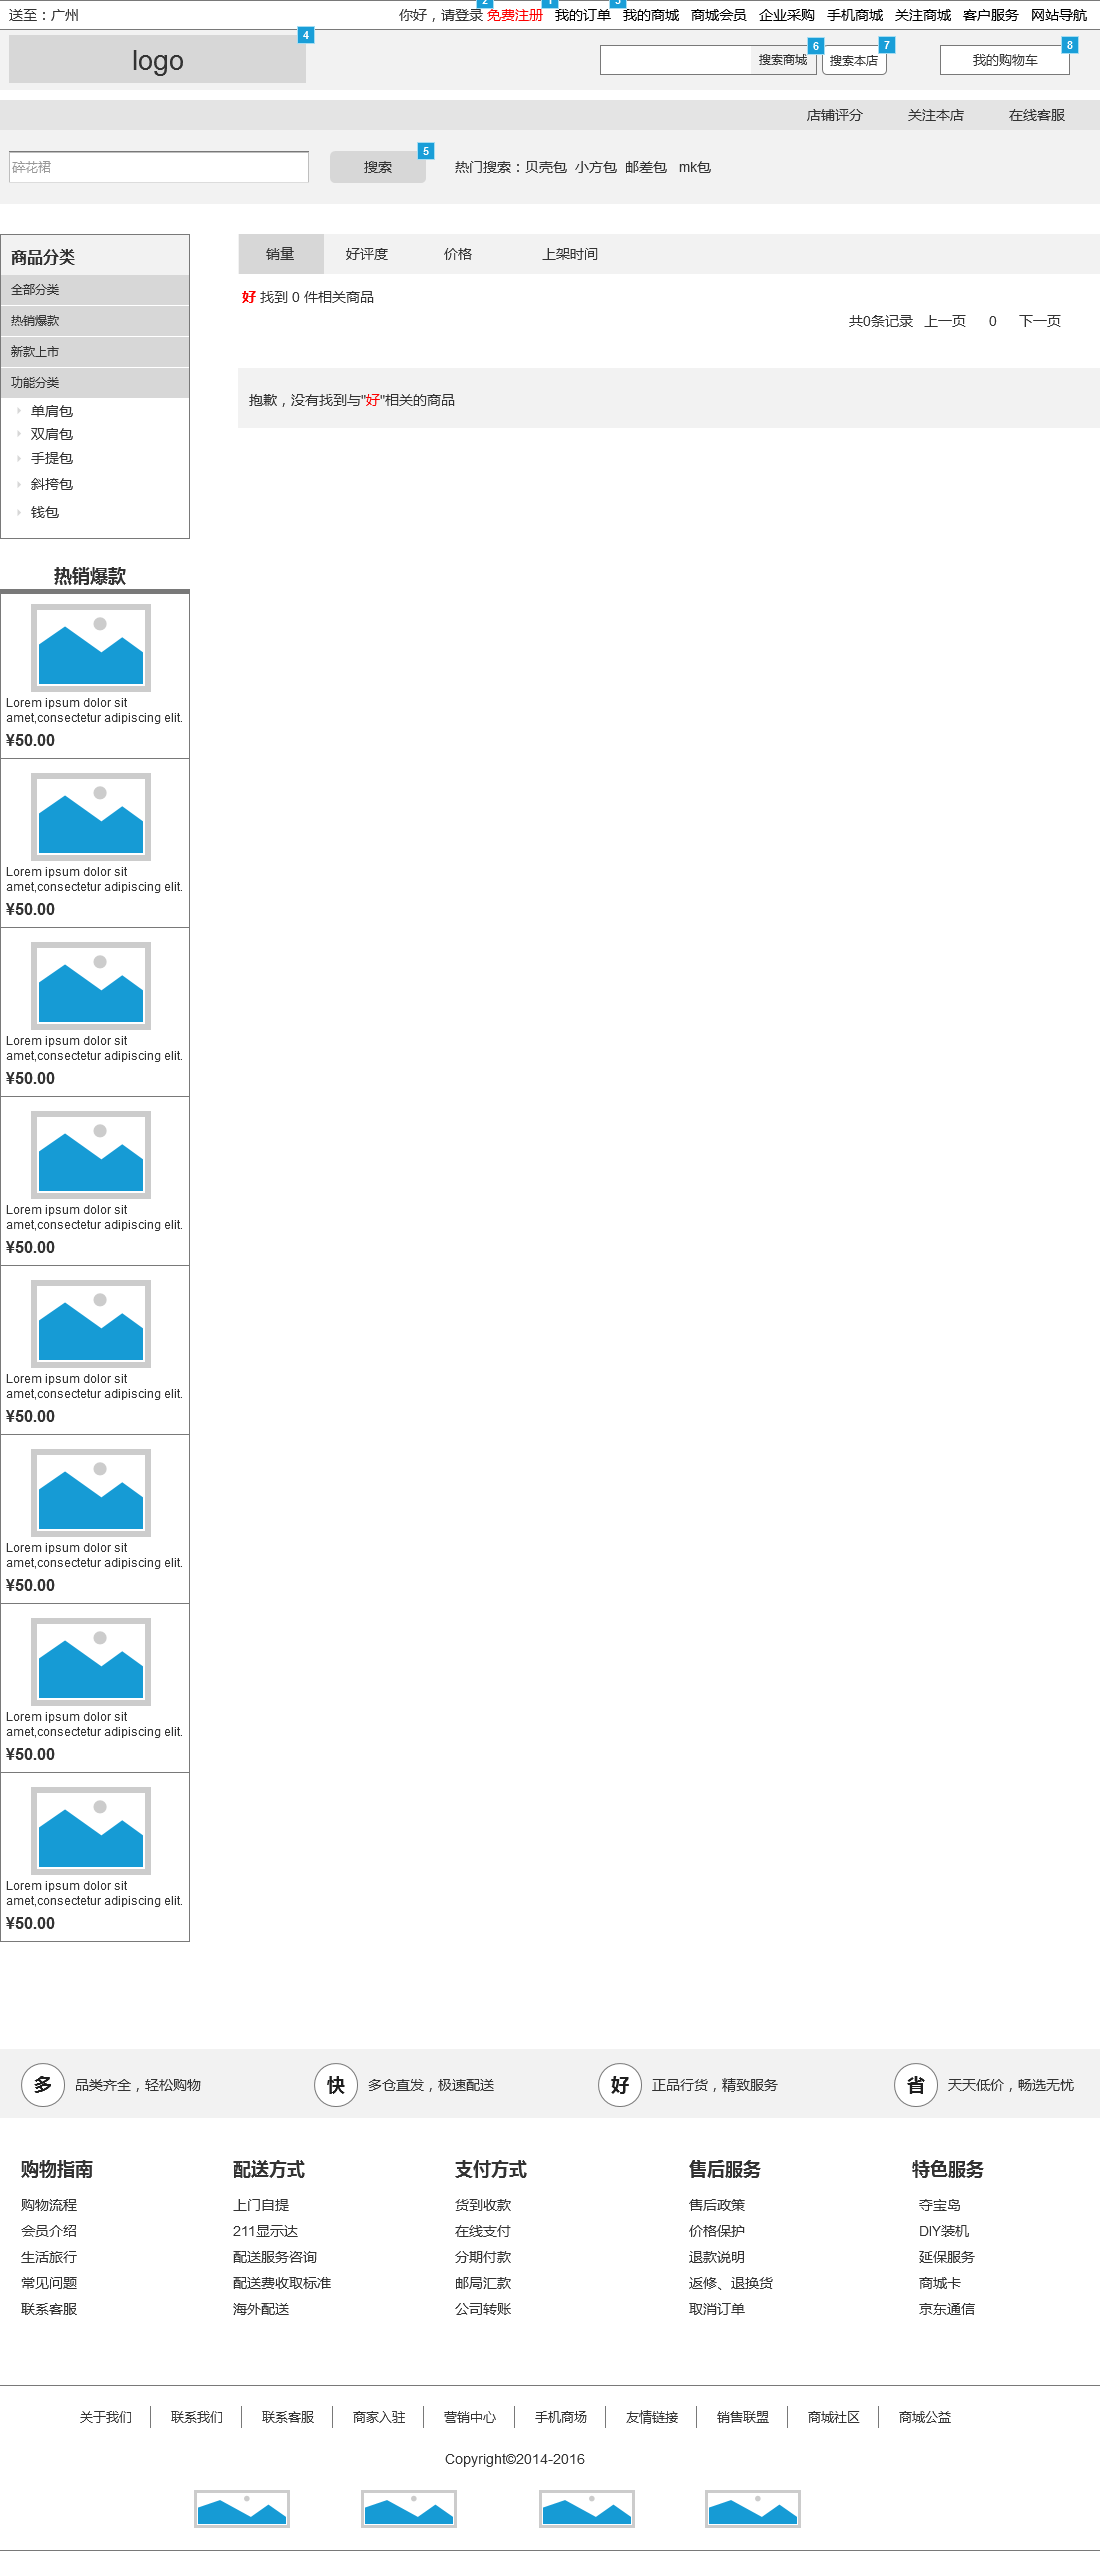 送至：广州
你好，请登录 免费注册 我的订单 我的商城 商城会员 企业采购 手机商城 关注商城 客户服务 网站导航
2 1 3
logo 4
搜索商城 6 搜索本店 7 我的购物车 8
店铺评分 关注本店 在线客服
碎花裙 搜索 5 热门搜索：贝壳包 小方包 邮差包 mk包
商品分类
全部分类
热销爆款
新款上市
功能分类
单肩包
双肩包
手提包
斜挎包
钱包
销量 好评度 价格 上架时间
好 找到 0 件相关商品
共0条记录 上一页 0 下一页
抱歉，没有找到与"好"相关的商品
热销爆款
Lorem ipsum dolor sit
amet,consectetur adipiscing elit.
¥50.00
Lorem ipsum dolor sit
amet,consectetur adipiscing elit.
¥50.00
Lorem ipsum dolor sit
amet,consectetur adipiscing elit.
¥50.00
Lorem ipsum dolor sit
amet,consectetur adipiscing elit.
¥50.00
Lorem ipsum dolor sit
amet,consectetur adipiscing elit.
¥50.00
Lorem ipsum dolor sit
amet,consectetur adipiscing elit.
¥50.00
Lorem ipsum dolor sit
amet,consectetur adipiscing elit.
¥50.00
Lorem ipsum dolor sit
amet,consectetur adipiscing elit.
¥50.00
多 品类齐全，轻松购物 快 多仓直发，极速配送 好 正品行货，精致服务 省 天天低价，畅选无忧
购物指南 配送方式 支付方式 售后服务 特色服务
购物流程 上门自提 货到收款 售后政策 夺宝岛
会员介绍 211显示达 在线支付 价格保护 DIY装机
生活旅行 配送服务咨询 分期付款 退款说明 延保服务
常见问题 配送费收取标准 邮局汇款 返修、退换货 商城卡
联系客服 海外配送 公司转账 取消订单 京东通信
关于我们 联系我们 联系客服 商家入驻 营销中心 手机商场 友情链接 销售联盟 商城社区 商城公益
Copyright©2014-2016